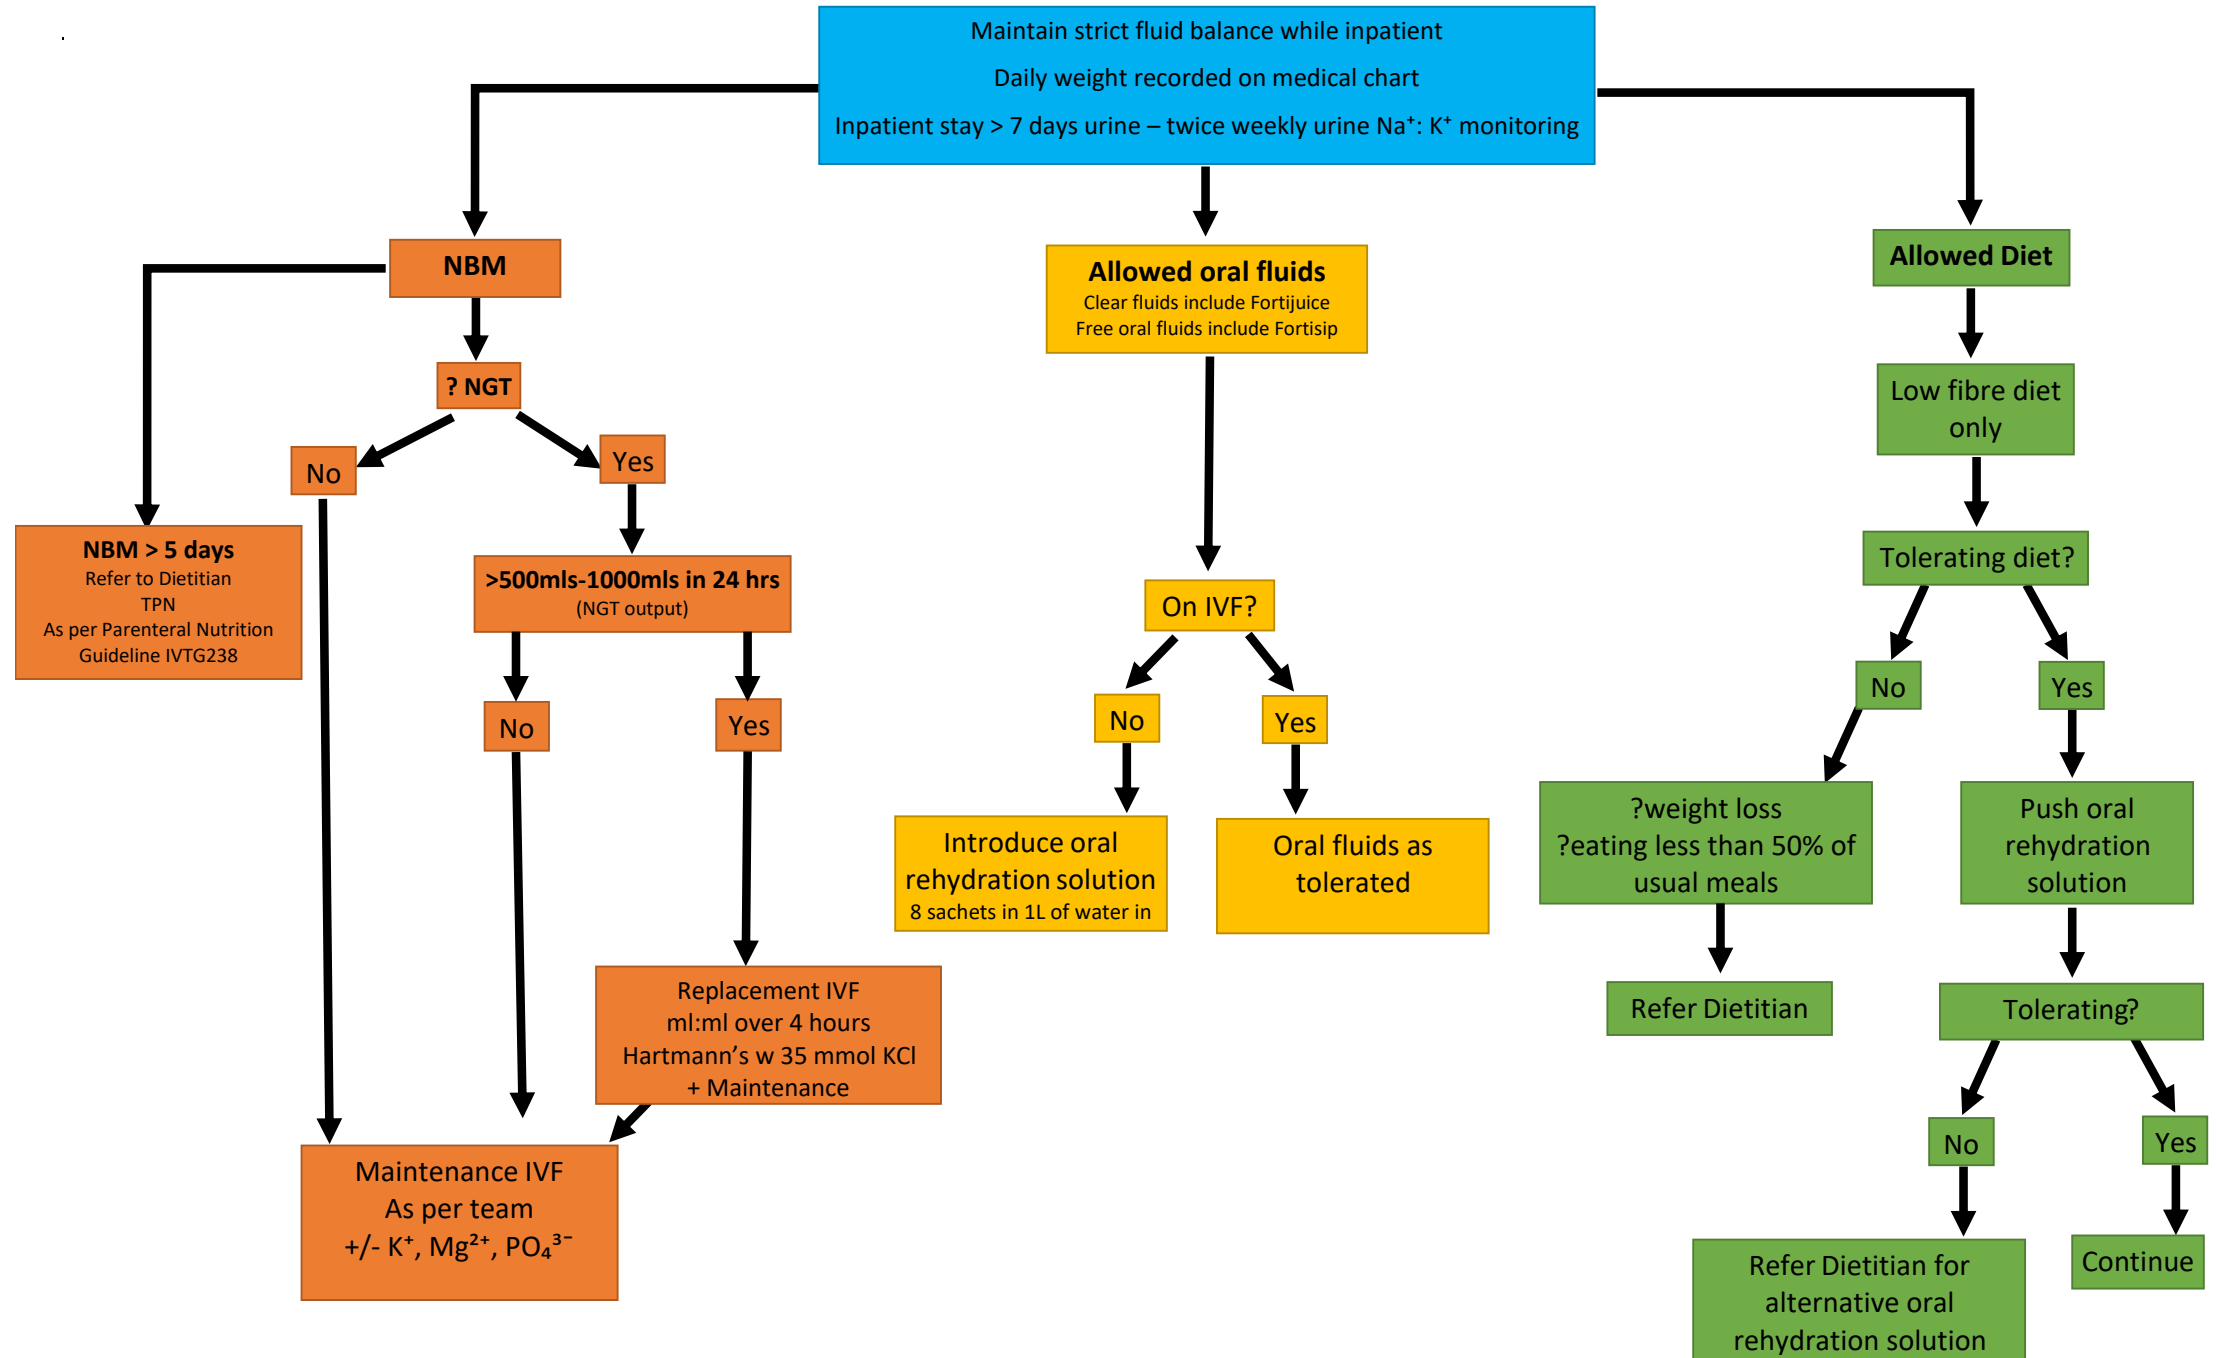 Maintain strict fluid balance while inpatient
Daily weight recorded on medical chart
Inpatient stay > 7 days urine – twice weekly urine Na⁺: K⁺ monitoring
NBM
? NGT
No
Yes
NBM > 5 days
Refer to Dietitian
TPN
As per Parenteral Nutrition
Guideline IVTG238
>500mls-1000mls in 24 hrs
(NGT output)
No
Yes
Replacement IVF
ml:ml over 4 hours
Hartmann’s w 35 mmol KCl
+ Maintenance
Maintenance IVF
As per team
+/- K⁺, Mg²⁺, PO₄³⁻
Allowed oral fluids
Clear fluids include Fortijuice
Free oral fluids include Fortisip
On IVF?
No
Yes
Introduce oral
rehydration solution
8 sachets in 1L of water in
Oral fluids as
tolerated
Allowed Diet
Low fibre diet
only
Tolerating diet?
No
Yes
?weight loss
?eating less than 50% of
usual meals
Refer Dietitian
Push oral
rehydration
solution
Tolerating?
No
Yes
Refer Dietitian for
alternative oral
rehydration solution
Continue